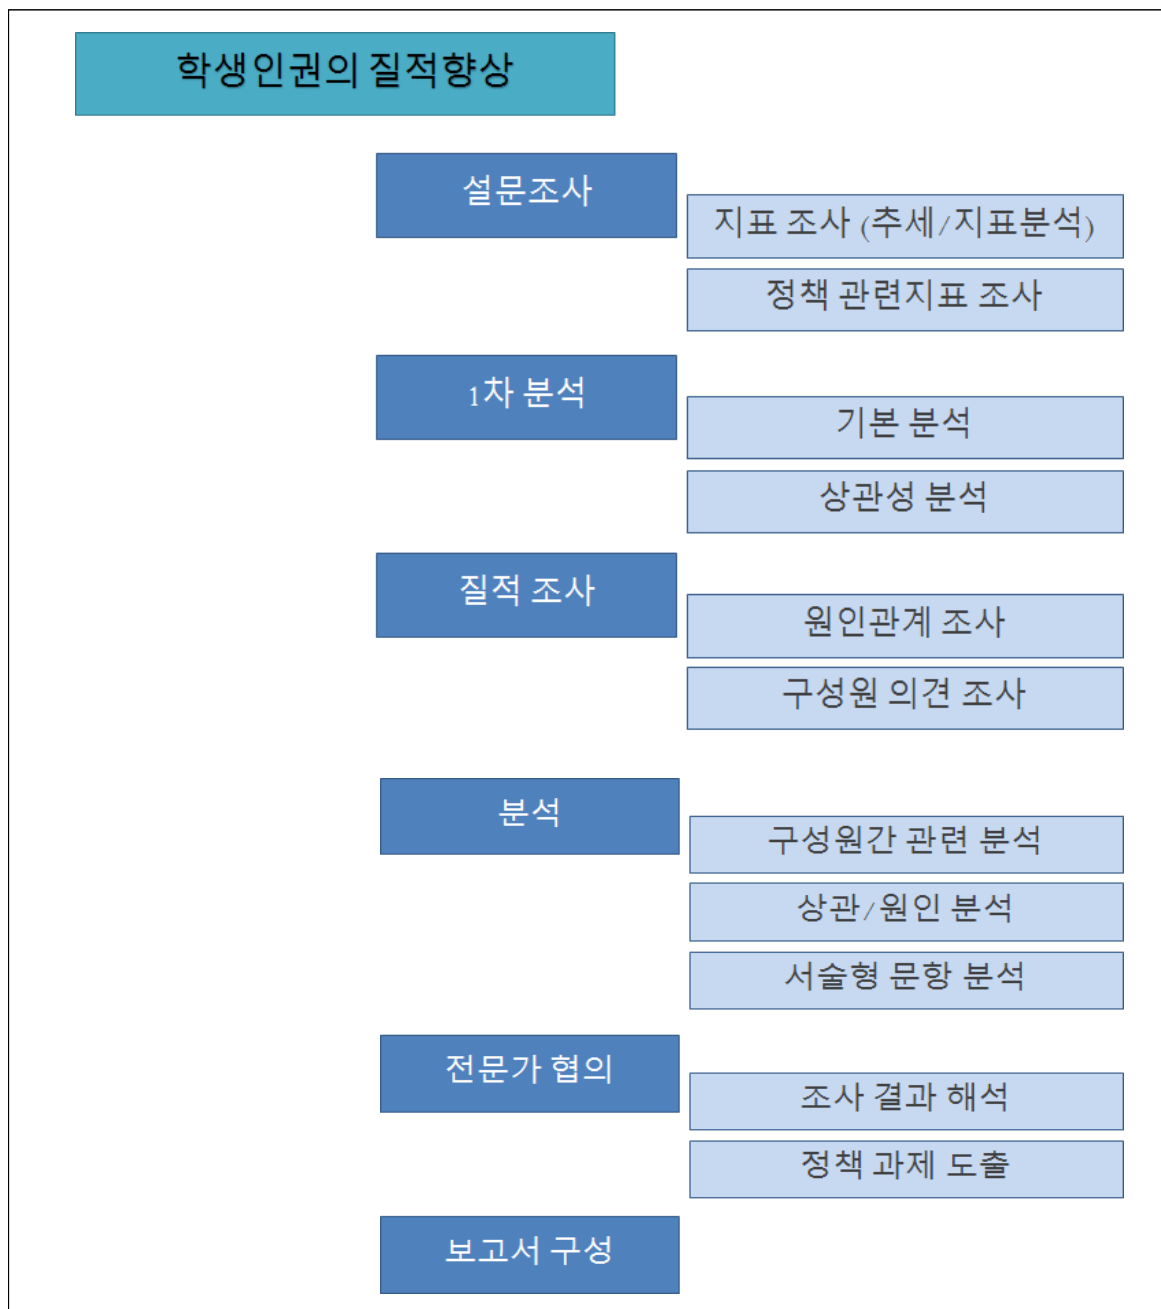 학생인권의 질적향상
설문조사
지표 조사 (추세/지표분석)
정책 관련지표 조사
1차 분석
기본 분석
상관성 분석
질적 조사
원인관계 조사
구성원 의견 조사
분석
구성원간 관련 분석
상관/원인 분석
서술형 문항 분석
전문가 협의
조사 결과 해석
정책 과제 도출
보고서 구성